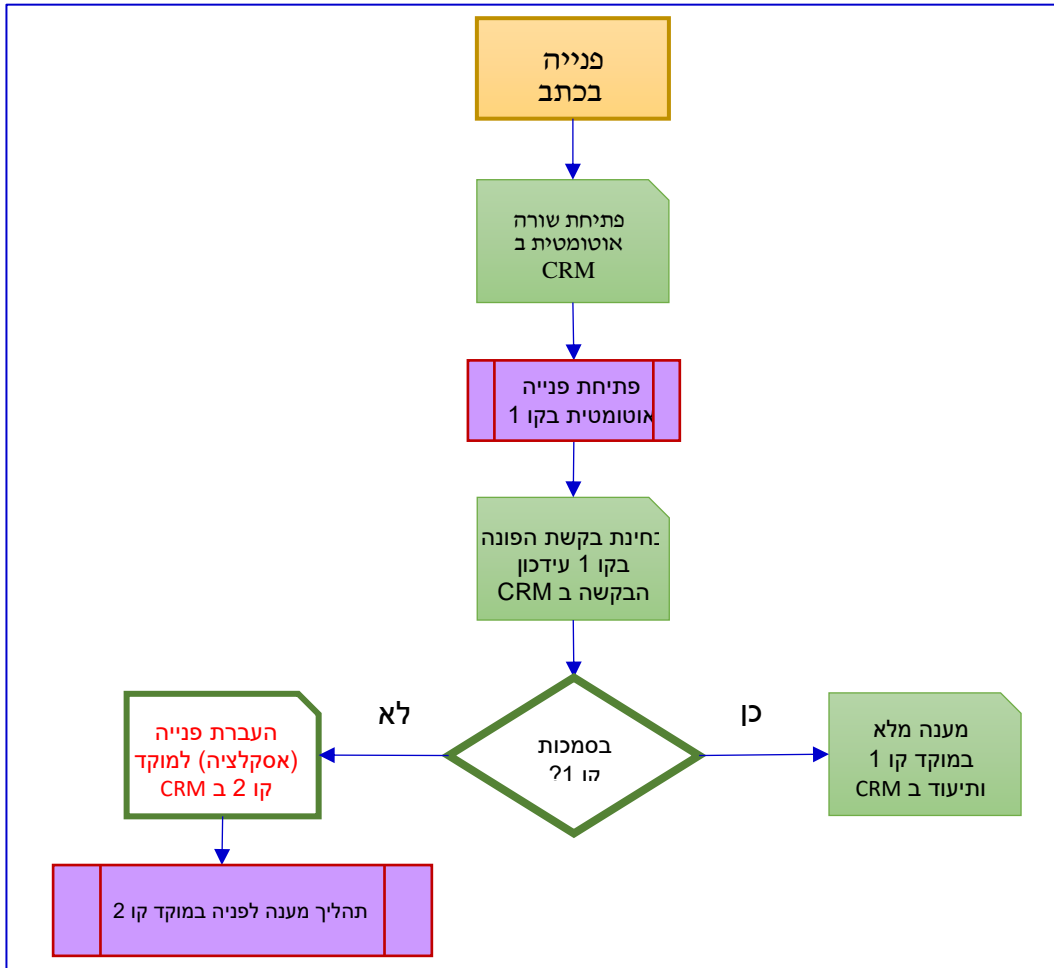 פנייה
בכתב
פתיחת שורה
אוטומטית ב
CRM
פתיחת פנייה
אוטומטית בקו 1
בחינת בקשת הפונה
בקו 1 עידכון
הבקשה ב CRM
בסמכות
קו 1?
כן
מענה מלא
במוקד קו 1
ותיעוד ב CRM
לא
העברת פנייה
(אסקלציה) למוקד
קו 2 ב CRM
תהליך מענה לפניה במוקד קו 2